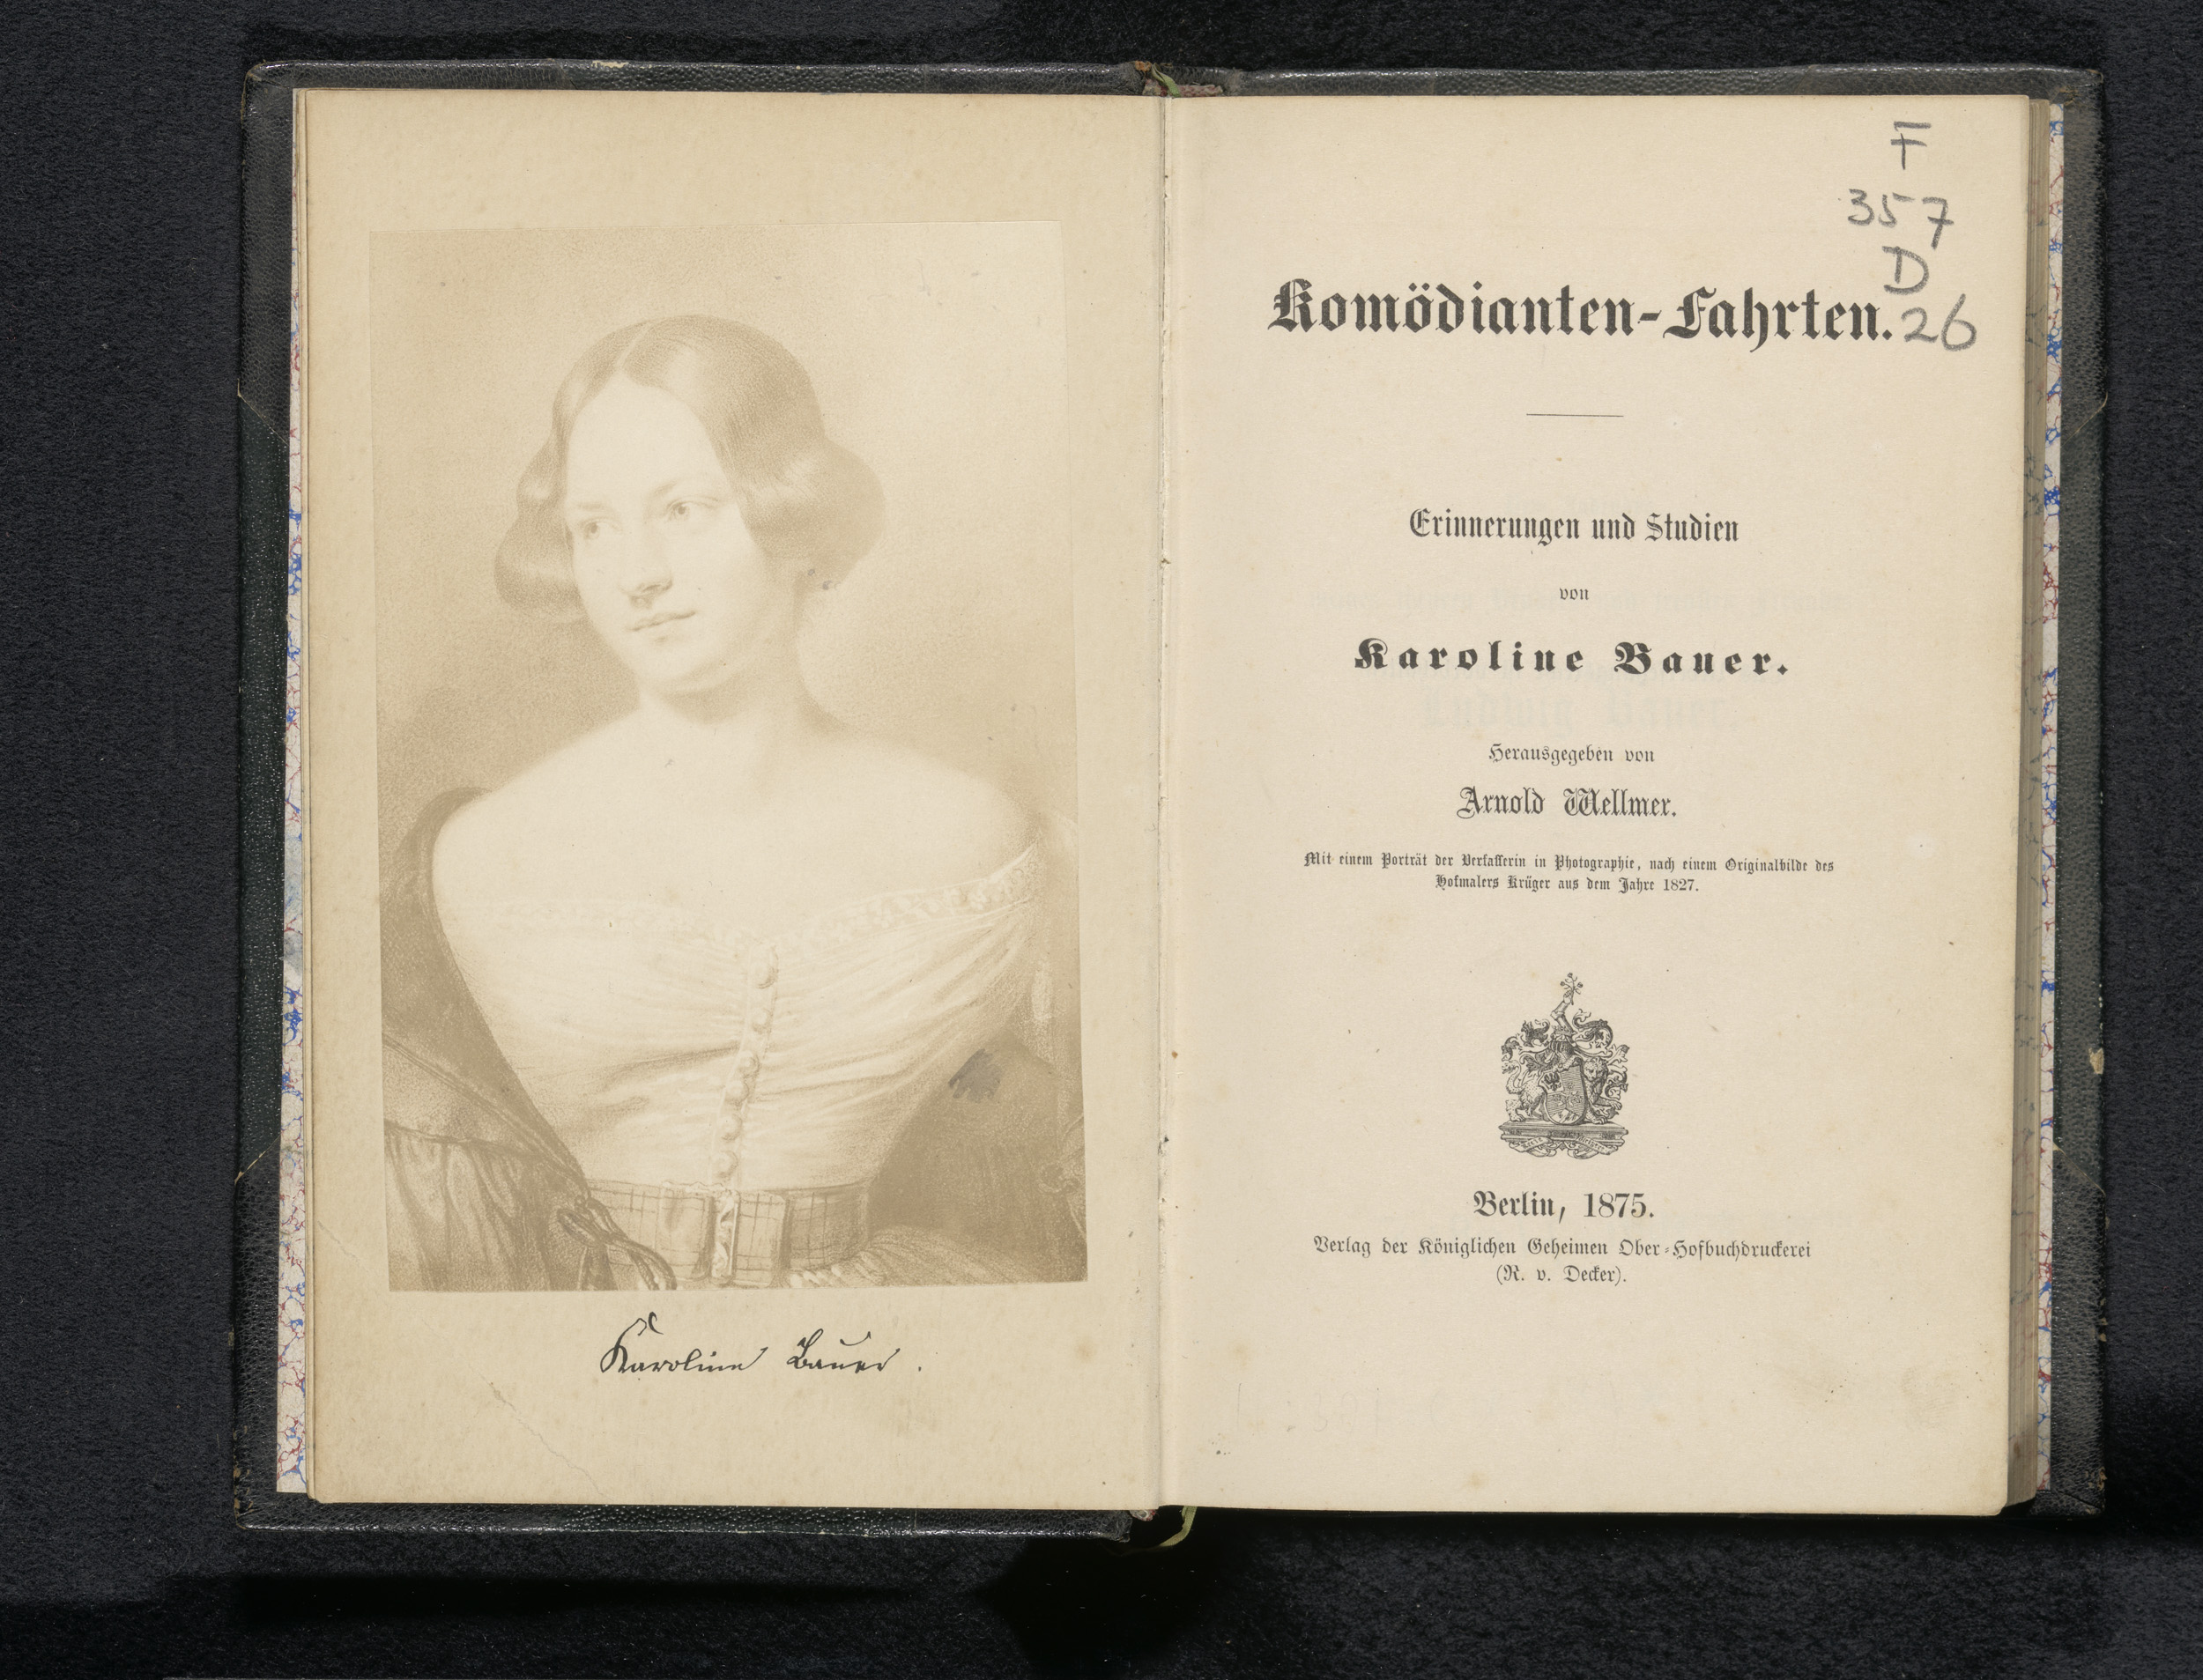 Karoline Bauer.
F
357
D
26
Komödianten-Fahrten.
Erinnerungen und Studien
von
Karoline Bauer.
Herausgegeben von
Arnold Wellmer.
Mit einem Porträt der Verfasserin in Photographie, nach einem Originalbilde des
Hofmalers Krüger aus dem Jahre 1827.
Berlin, 1875.
Verlag der Königlichen Geheimen Ober-Hofbuchdruckerei
(R. v. Decker).